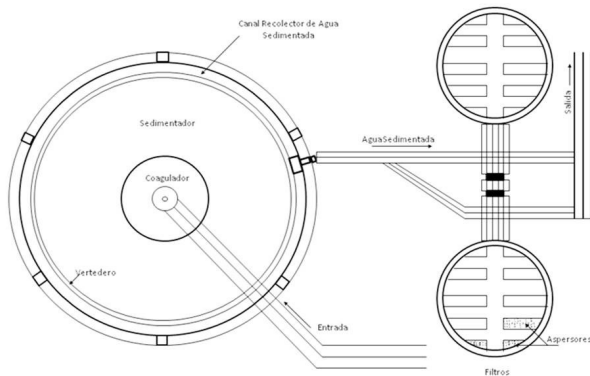 Canal Recolector de Agua
Sedimentada
Sedimentador
Salida
AguaSedimentada
Coagulador
Vertedero
Entrada
Aspersores
Filtros